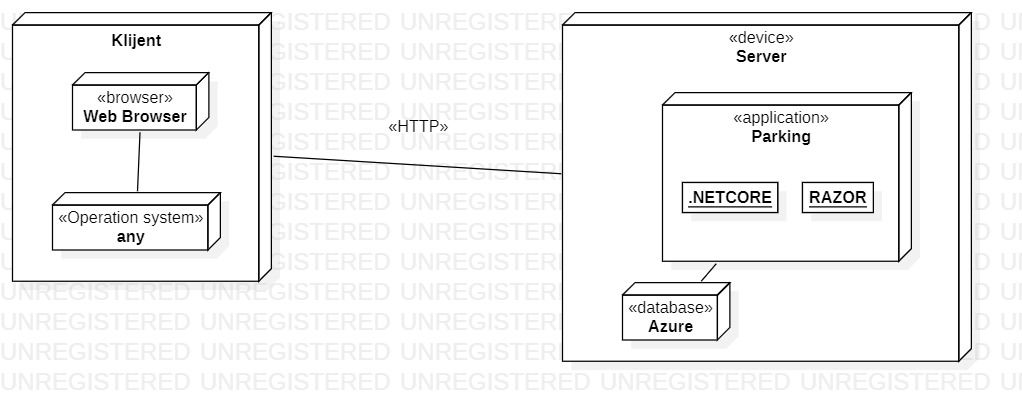 Klijent
«browser»
Web Browser
«Operation system»
any
«HTTP»
«device»
Server
«application»
Parking
.NETCORE
RAZOR
«database»
Azure
UNREGISTERED UNREGISTERED UNREGISTERED UNREGISTERED UNREGISTERED